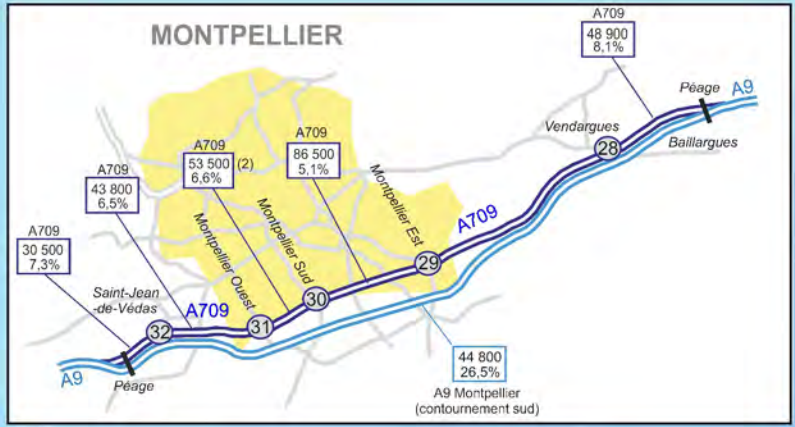 MONTPELLIER
A709
48 900
8,1%
Péage
A9
Vendargues
28
Baillargues
A709
86 500
5,1%
A709
53 500 (2)
6,6%
A709
43 800
6,5%
A709
30 500
7,3%
Montpellier Est
A709
29
Montpellier Sud
30
Montpellier Ouest
31
Saint-Jean
-de-Védas
A709
32
A9
Péage
44 800
26,5%
A9 Montpellier
(contournement sud)